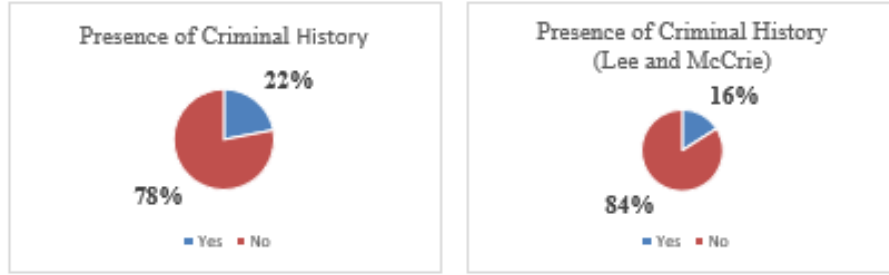 Presence of Criminal History
22%
78%
Yes No
Presence of Criminal History
(Lee and McCrie)
16%
84%
Yes No